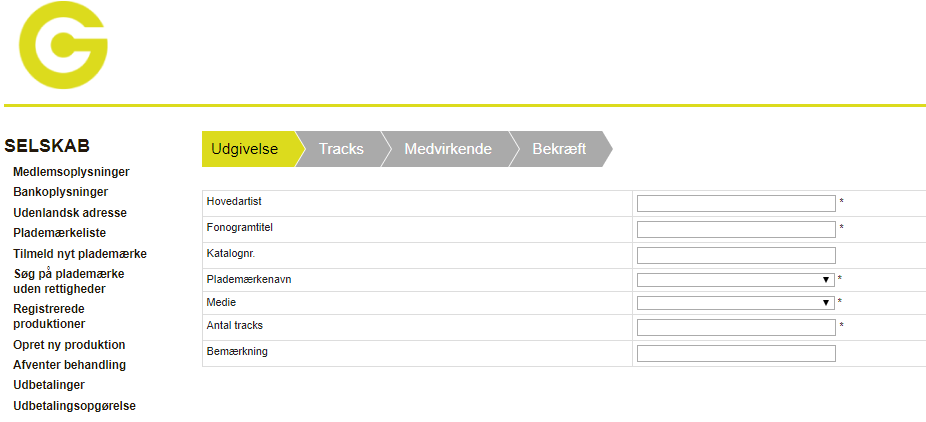 SELSKAB
Medlemsoplysninger
Bankoplysninger
Udenlandsk adresse
Plademærkeliste
Tilmeld nyt plademærke
Søg på plademærke
uden rettigheder
Registrerede
produktioner
Opret ny produktion
Afventer behandling
Udbetalinger
Udbetalingsopgørelse
Udgivelse Tracks Medvirkende Bekræft
Hovedartist *
Fonogramtitel *
Katalognr.
Plademærkenavn *
Medie *
Antal tracks *
Bemærkning